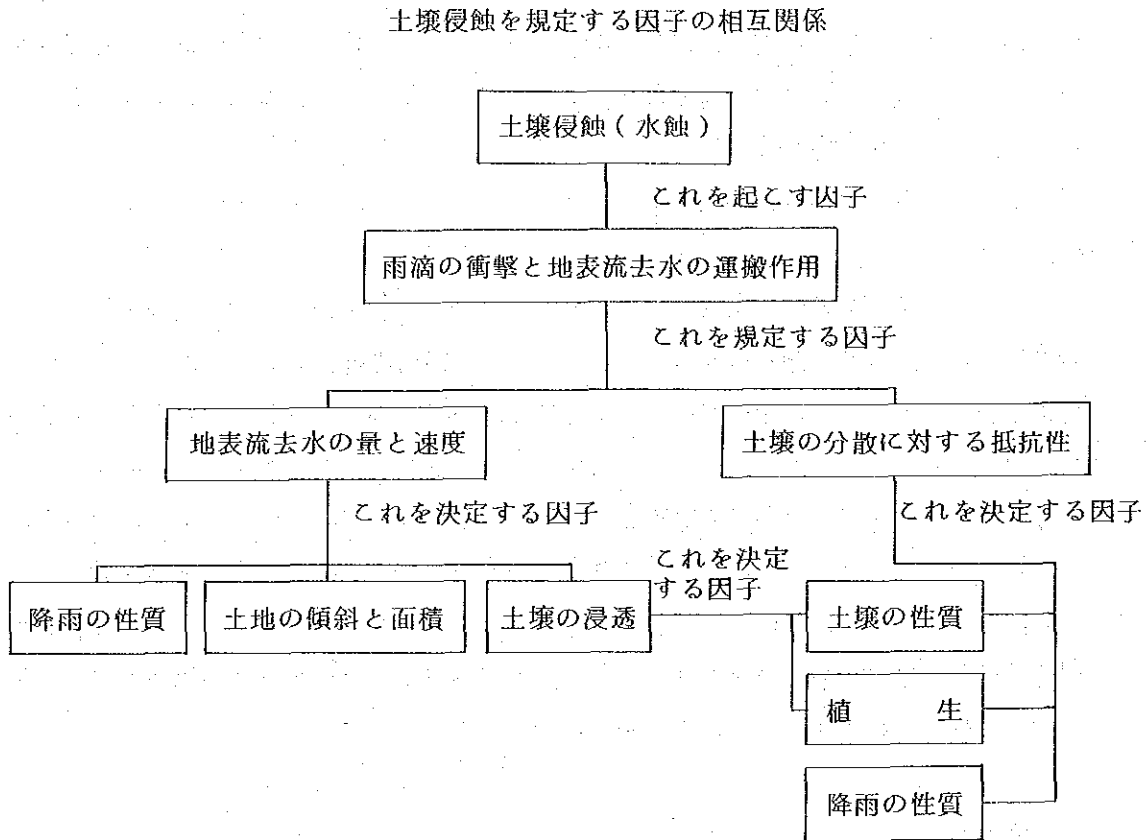 土壌侵蝕を規定する因子の相互関係
土壌侵蝕(水蝕)
これを起こす因子
雨滴の衝撃と地表流去水の運搬作用
これを規定する因子
地表流去水の量と速度
土壌の分散に対する抵抗性
これを決定する因子
これを決定する因子
これを決定
する因子
降雨の性質
土地の傾斜と面積
土壌の浸透
土壌の性質
植 生
降雨の性質